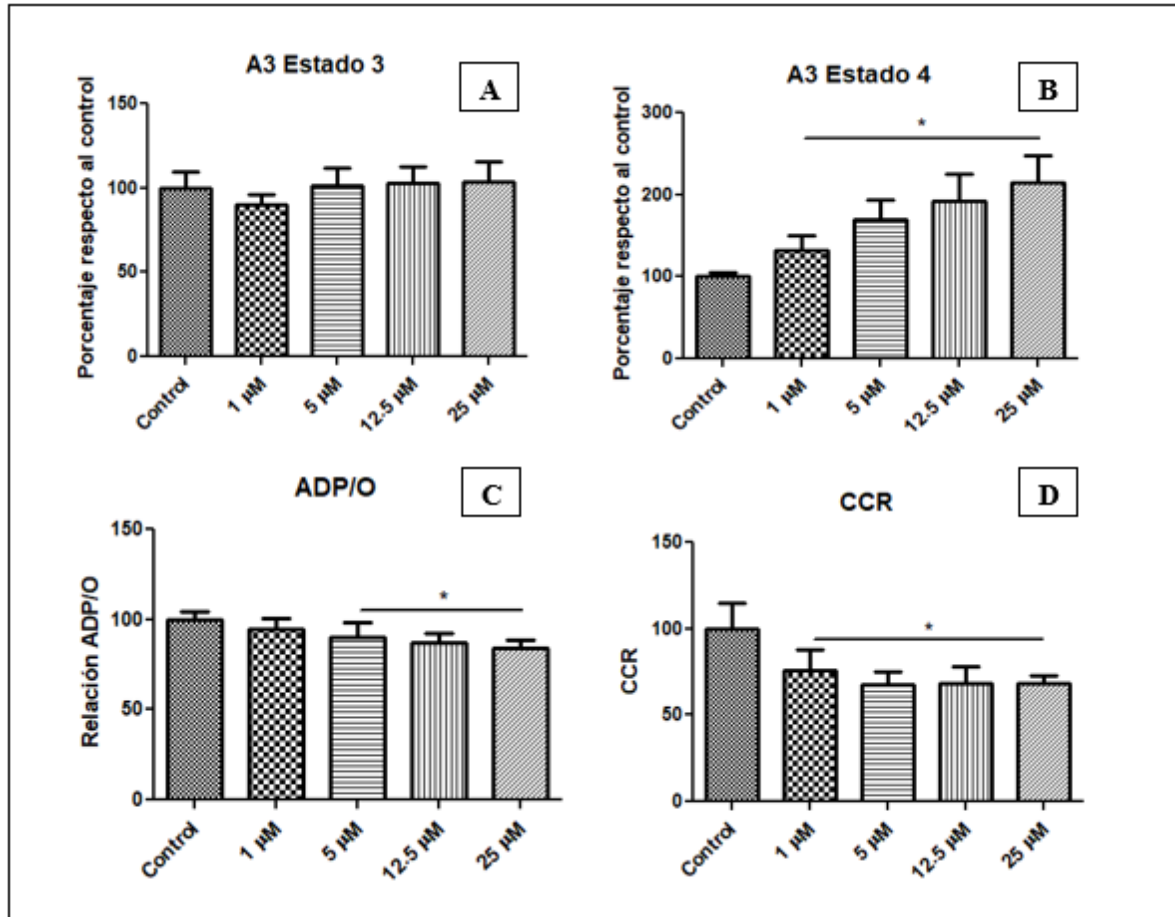 A3 Estado 3
A
Porcentaje respecto al control
150
100
50
0
Control
1 µM
5 µM
12.5 µM
25 µM
A3 Estado 4
B
Porcentaje respecto al control
300
200
100
0
*
Control
1 µM
5 µM
12.5 µM
25 µM
ADP/O
C
Relación ADP/O
150
100
50
0
*
Control
1 µM
5 µM
12.5 µM
25 µM
CCR
D
CCR
150
100
50
0
*
Control
1 µM
5 µM
12.5 µM
25 µM